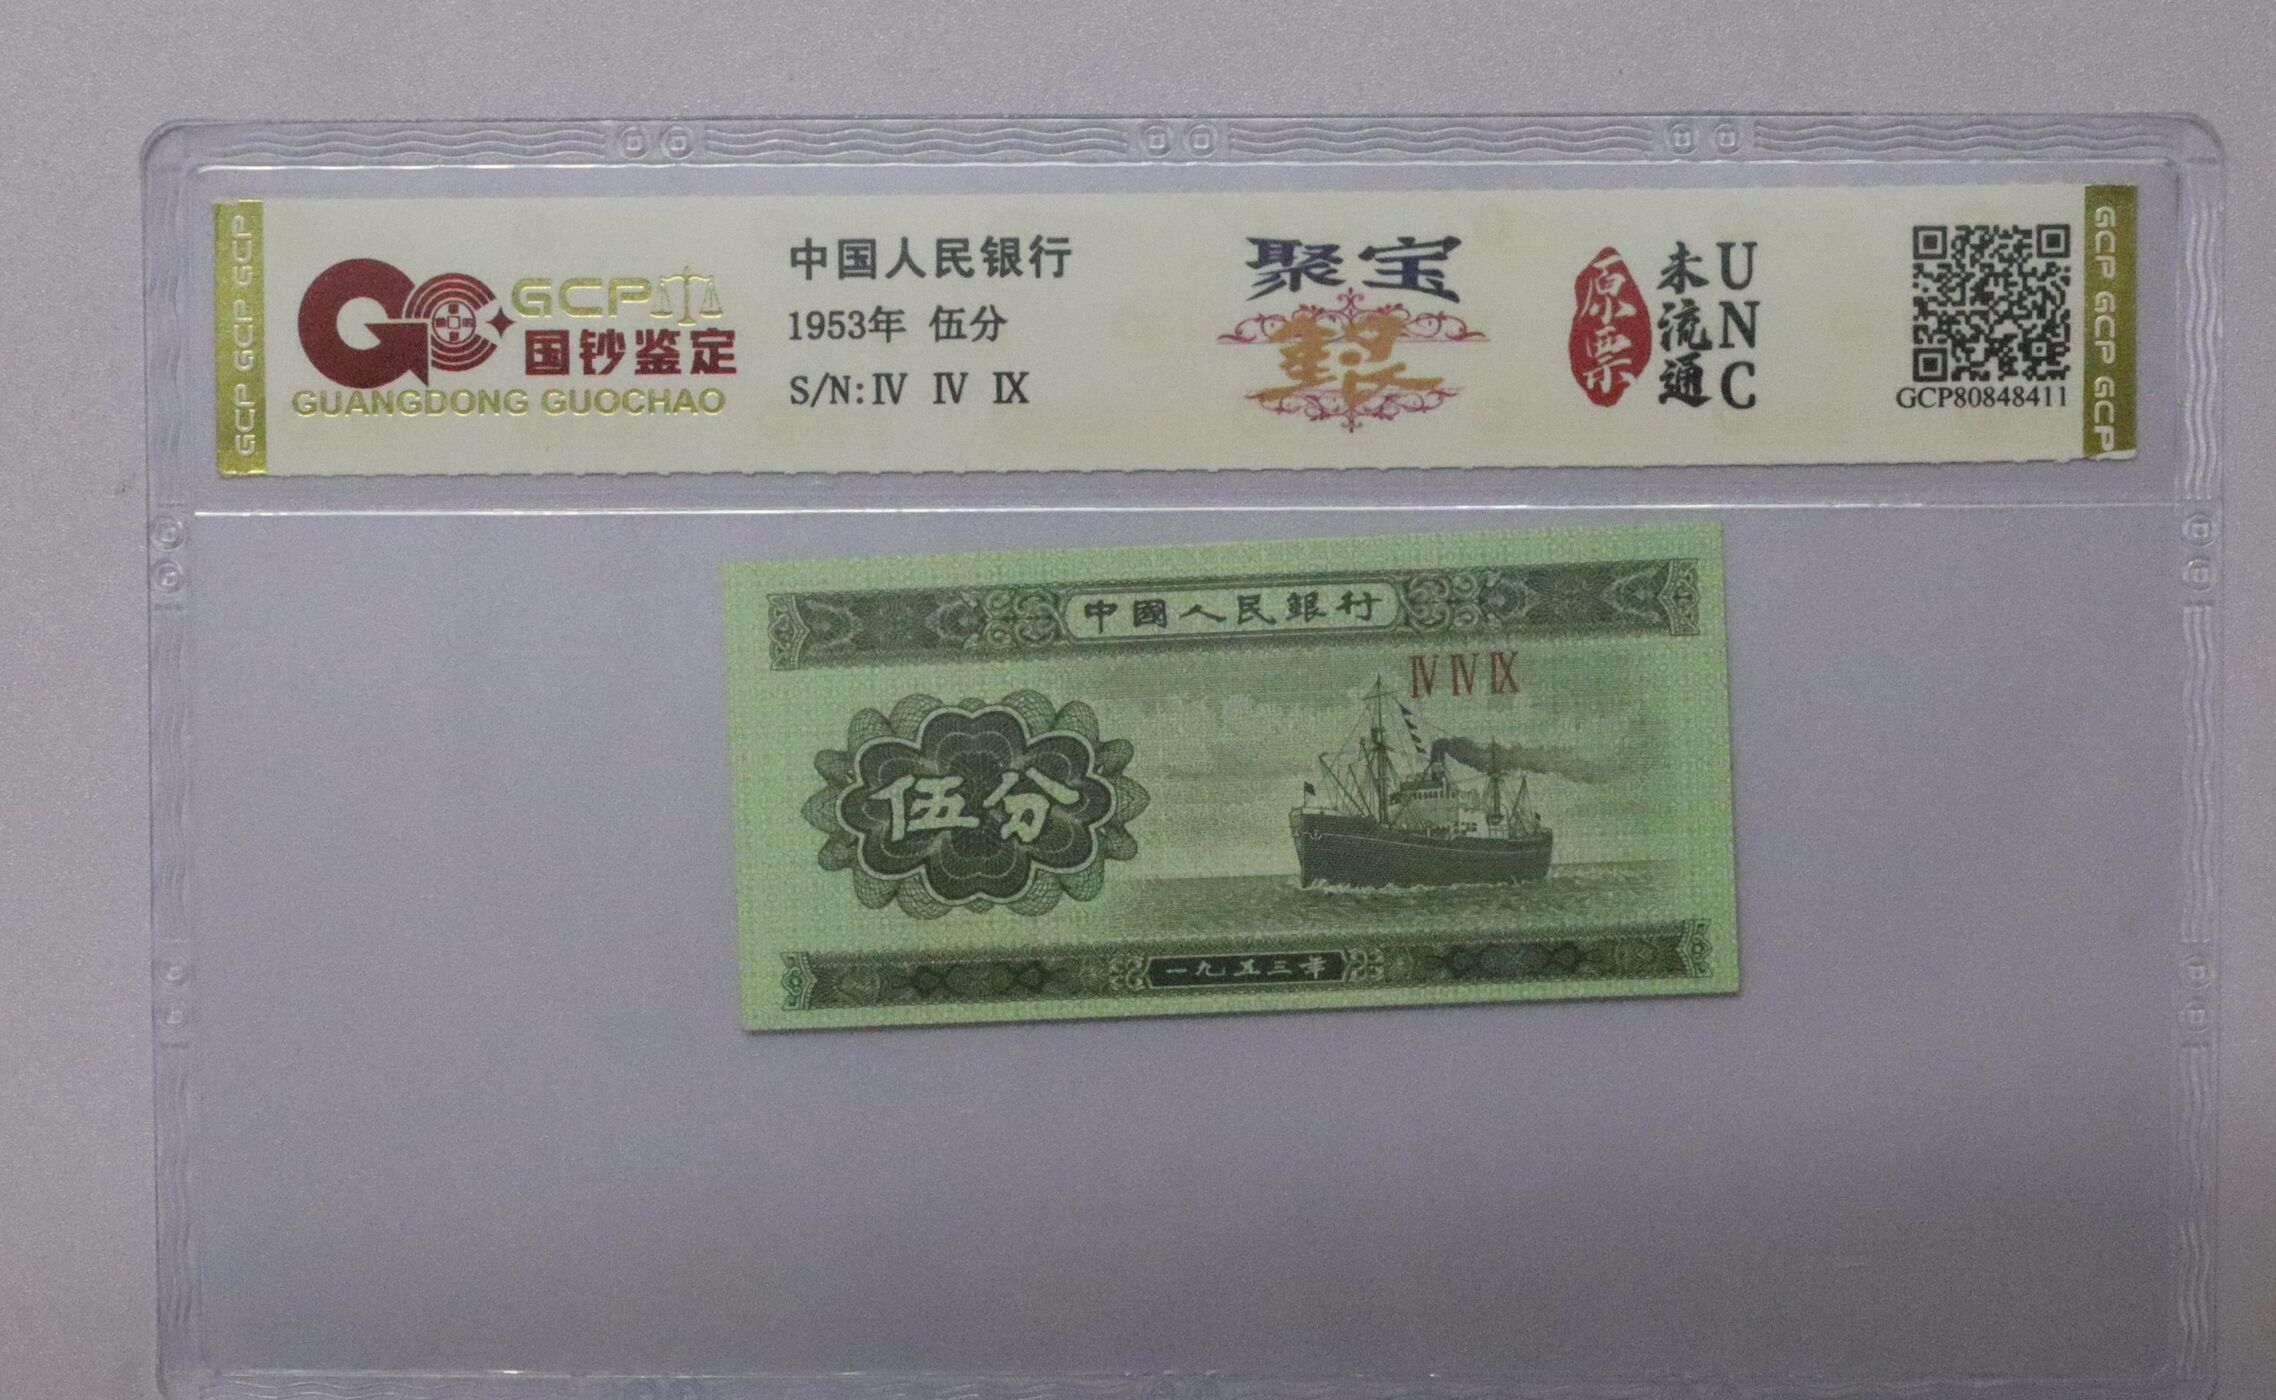 GCP GCP GCP
GCP
国钞鉴定
GUANGDONG GUOCHAO
中国人民银行
1953年 伍分
S/N: Ⅳ Ⅳ Ⅸ
聚宝
原票
未流通
UNC
GCP80848411
GCP GCP GCP
中國人民銀行
Ⅳ Ⅳ Ⅸ
伍分
一九五三年